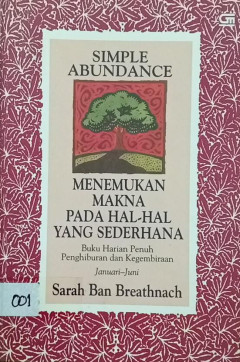 SIMPLE
ABUNDANCE
MENEMUKAN
MAKNA
PADA HAL-HAL
YANG SEDERHANA
Buku Harian Penuh
Penghiburan dan Kegembiraan
Januari–Juni
001
Sarah Ban Breathnach